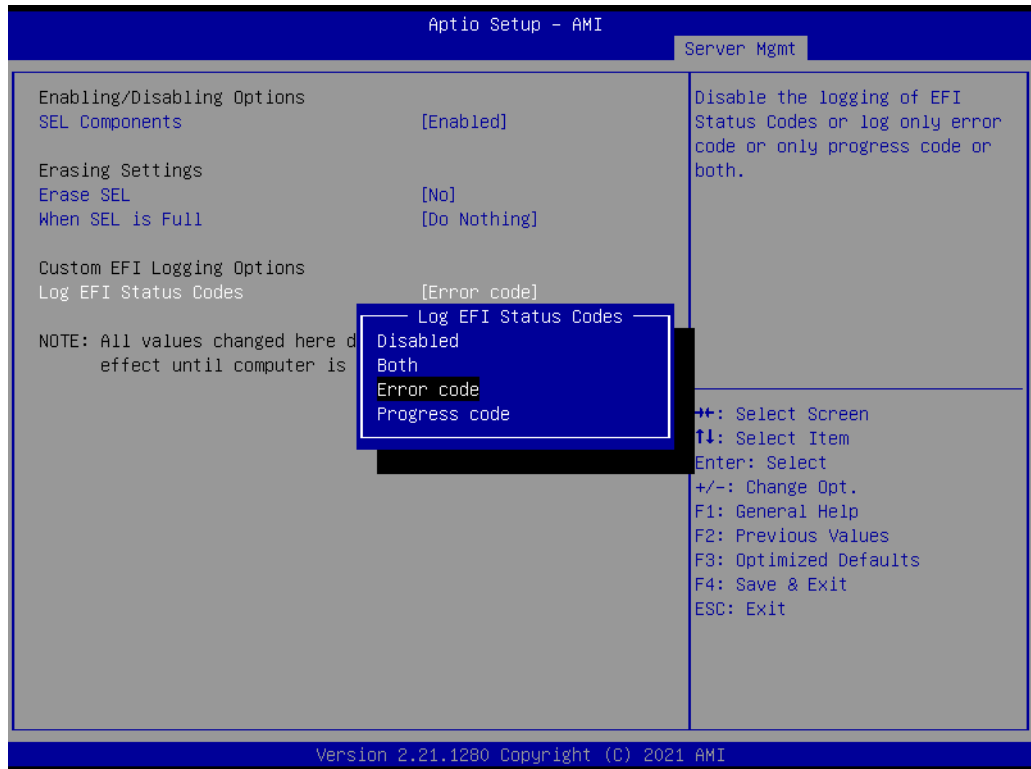 Aptio Setup – AMI
Server Mgmt
Enabling/Disabling Options
SEL Components [Enabled]
Erasing Settings
Erase SEL [No]
When SEL is Full [Do Nothing]
Custom EFI Logging Options
Log EFI Status Codes [Error code]
NOTE: All values changed here d
effect until computer is
Log EFI Status Codes
Disabled
Both
Error code
Progress code
Disable the logging of EFI
Status Codes or log only error
code or only progress code or
both.
→←: Select Screen
↑↓: Select Item
Enter: Select
+/-: Change Opt.
F1: General Help
F2: Previous Values
F3: Optimized Defaults
F4: Save & Exit
ESC: Exit
Version 2.21.1280 Copyright (C) 2021 AMI